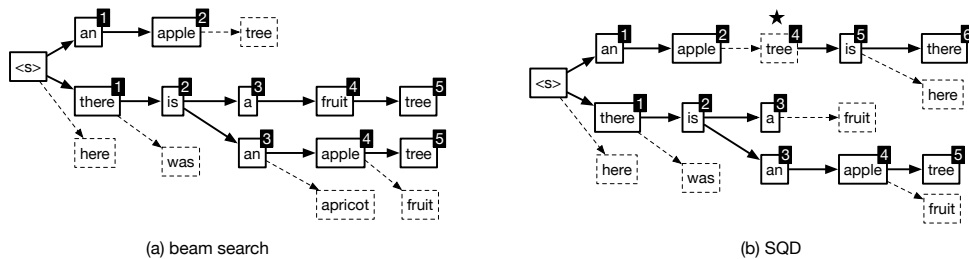 an 1 apple 2 tree
<s>
there 1 is 2 a 3 fruit 4 tree 5
an 3 apple 4 tree 5
here was
apricot fruit
(a) beam search
★
an 1 apple 2 tree 4 is 5 there 6
<s>
here
there 1 is 2 a 3 fruit
here was
an 3 apple 4 tree 5
fruit
(b) SQD